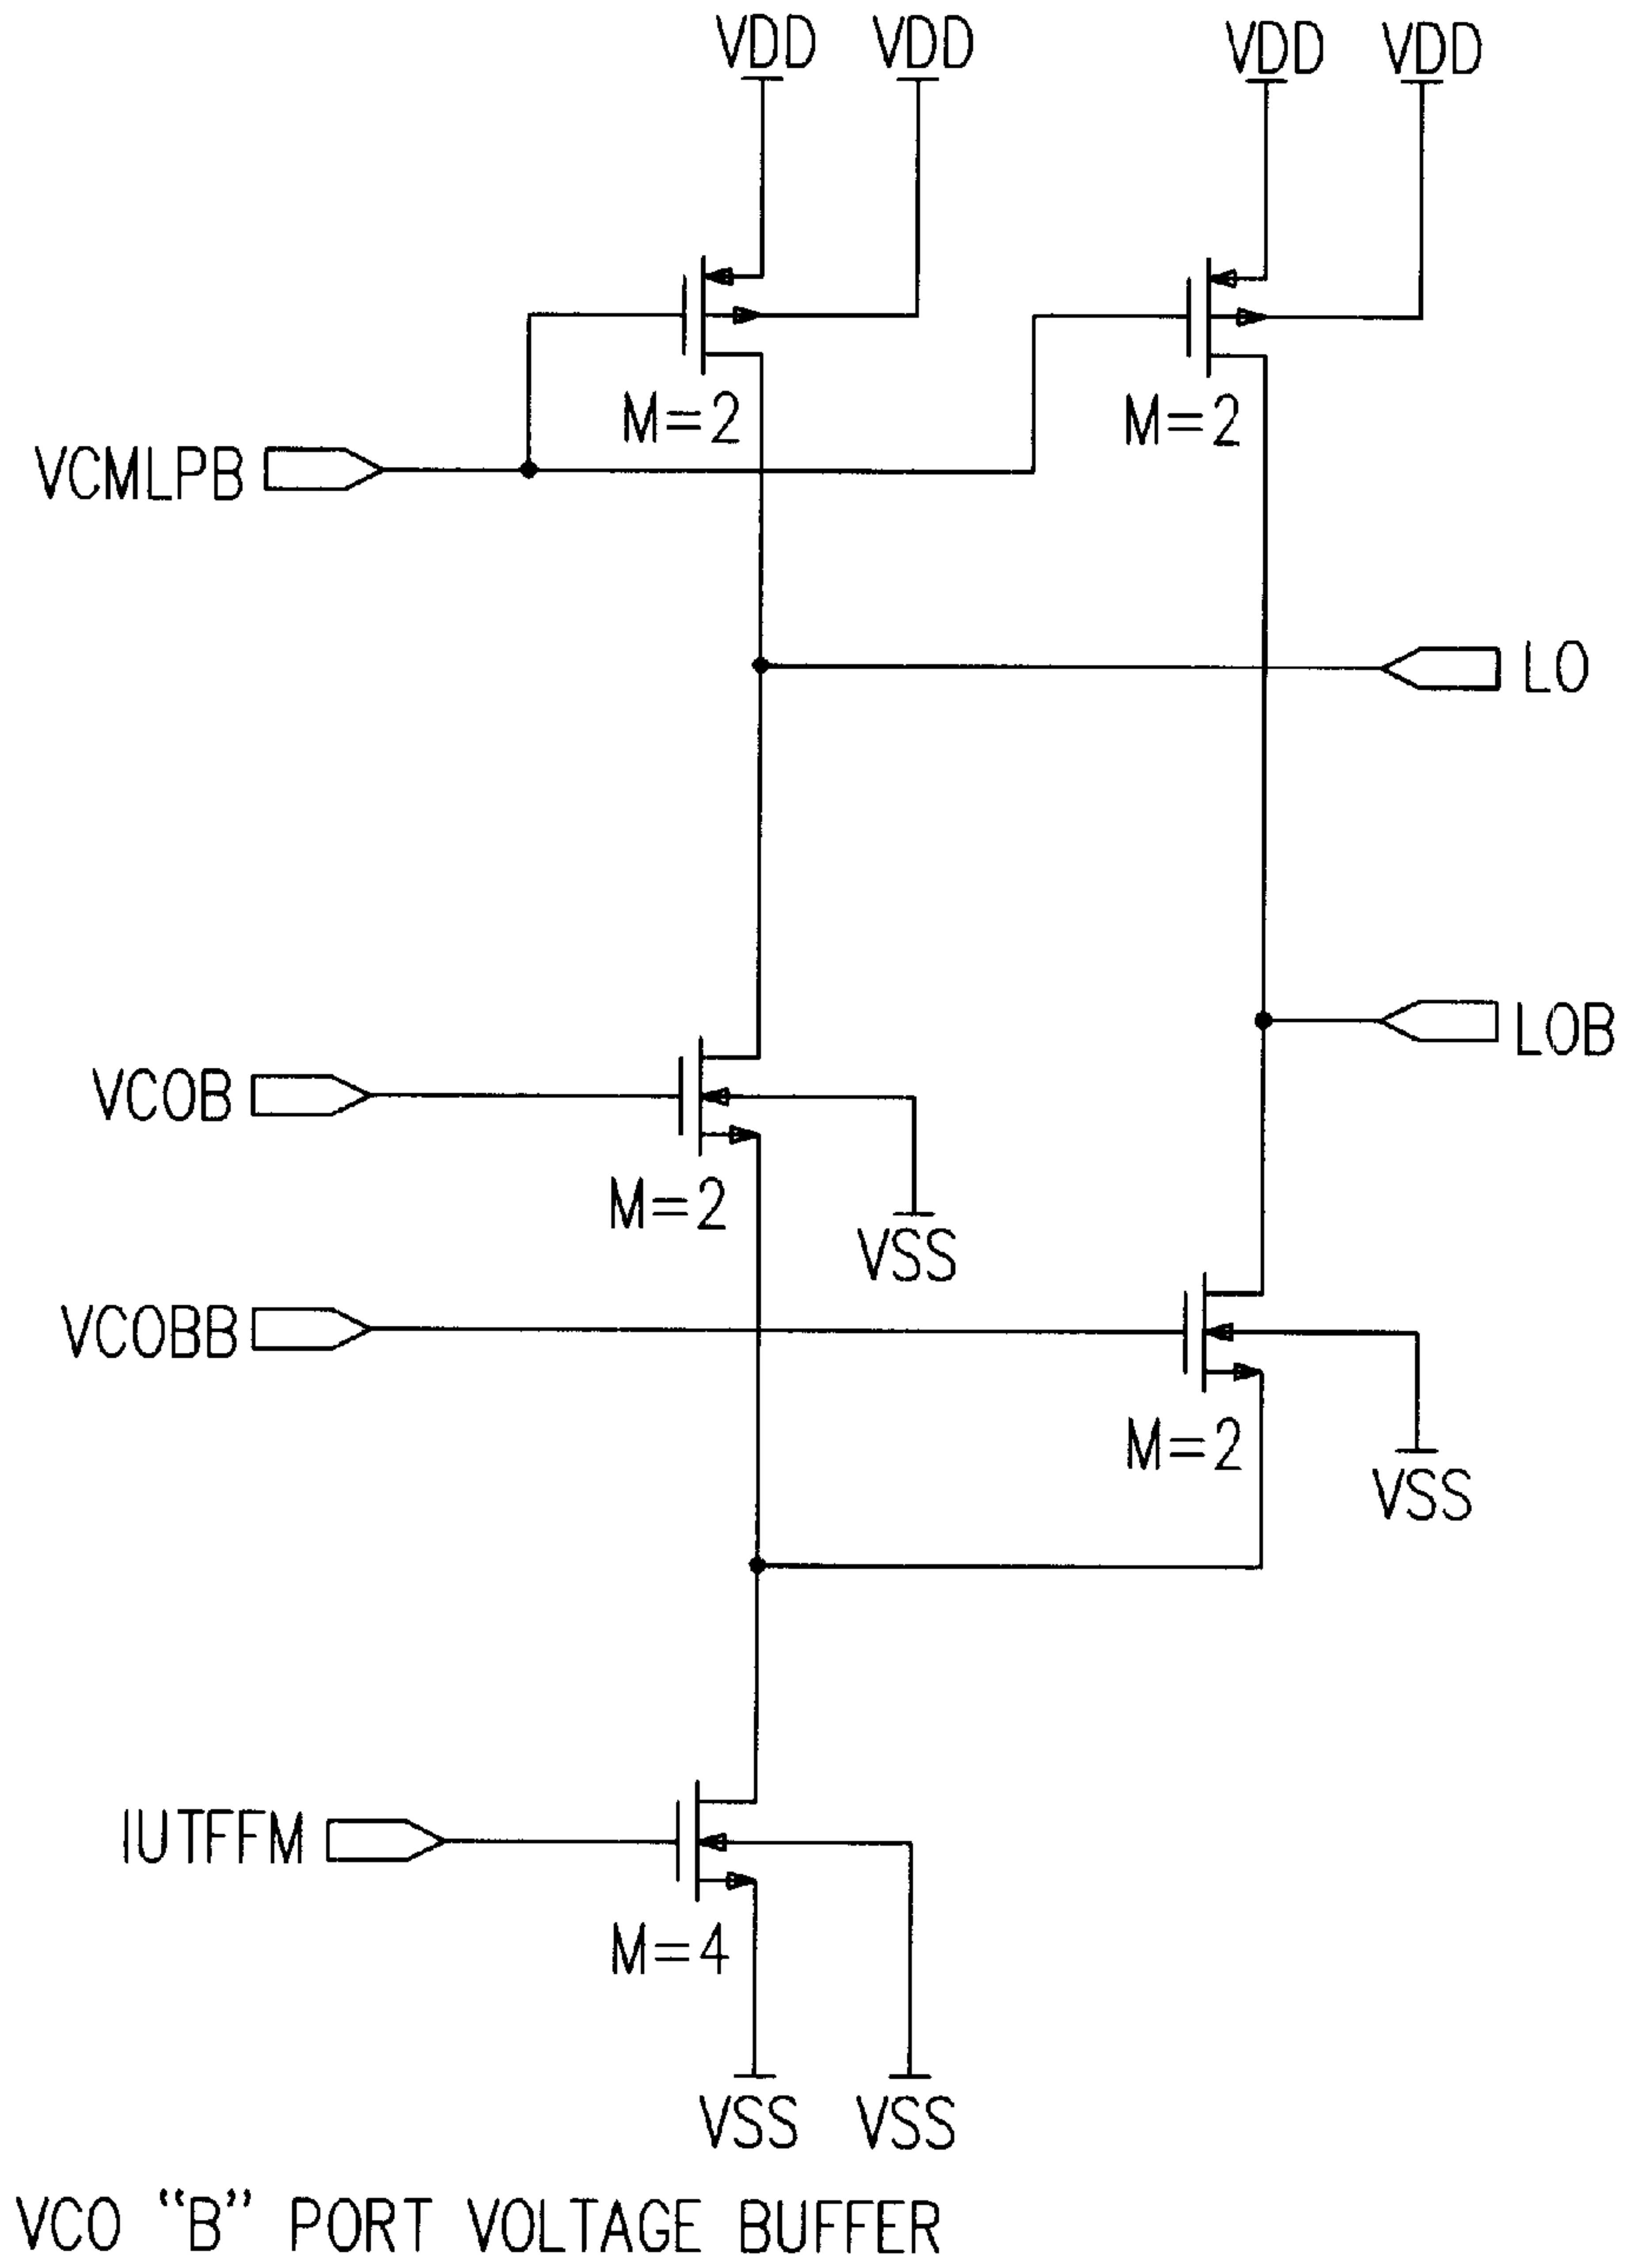 VDD VDD VDD VDD
M=2 M=2
VCMLPB
LO
LOB
VCOB
M=2
VSS
VCOBB
M=2
VSS
IUTFFM
M=4
VSS VSS
VCO “B” PORT VOLTAGE BUFFER